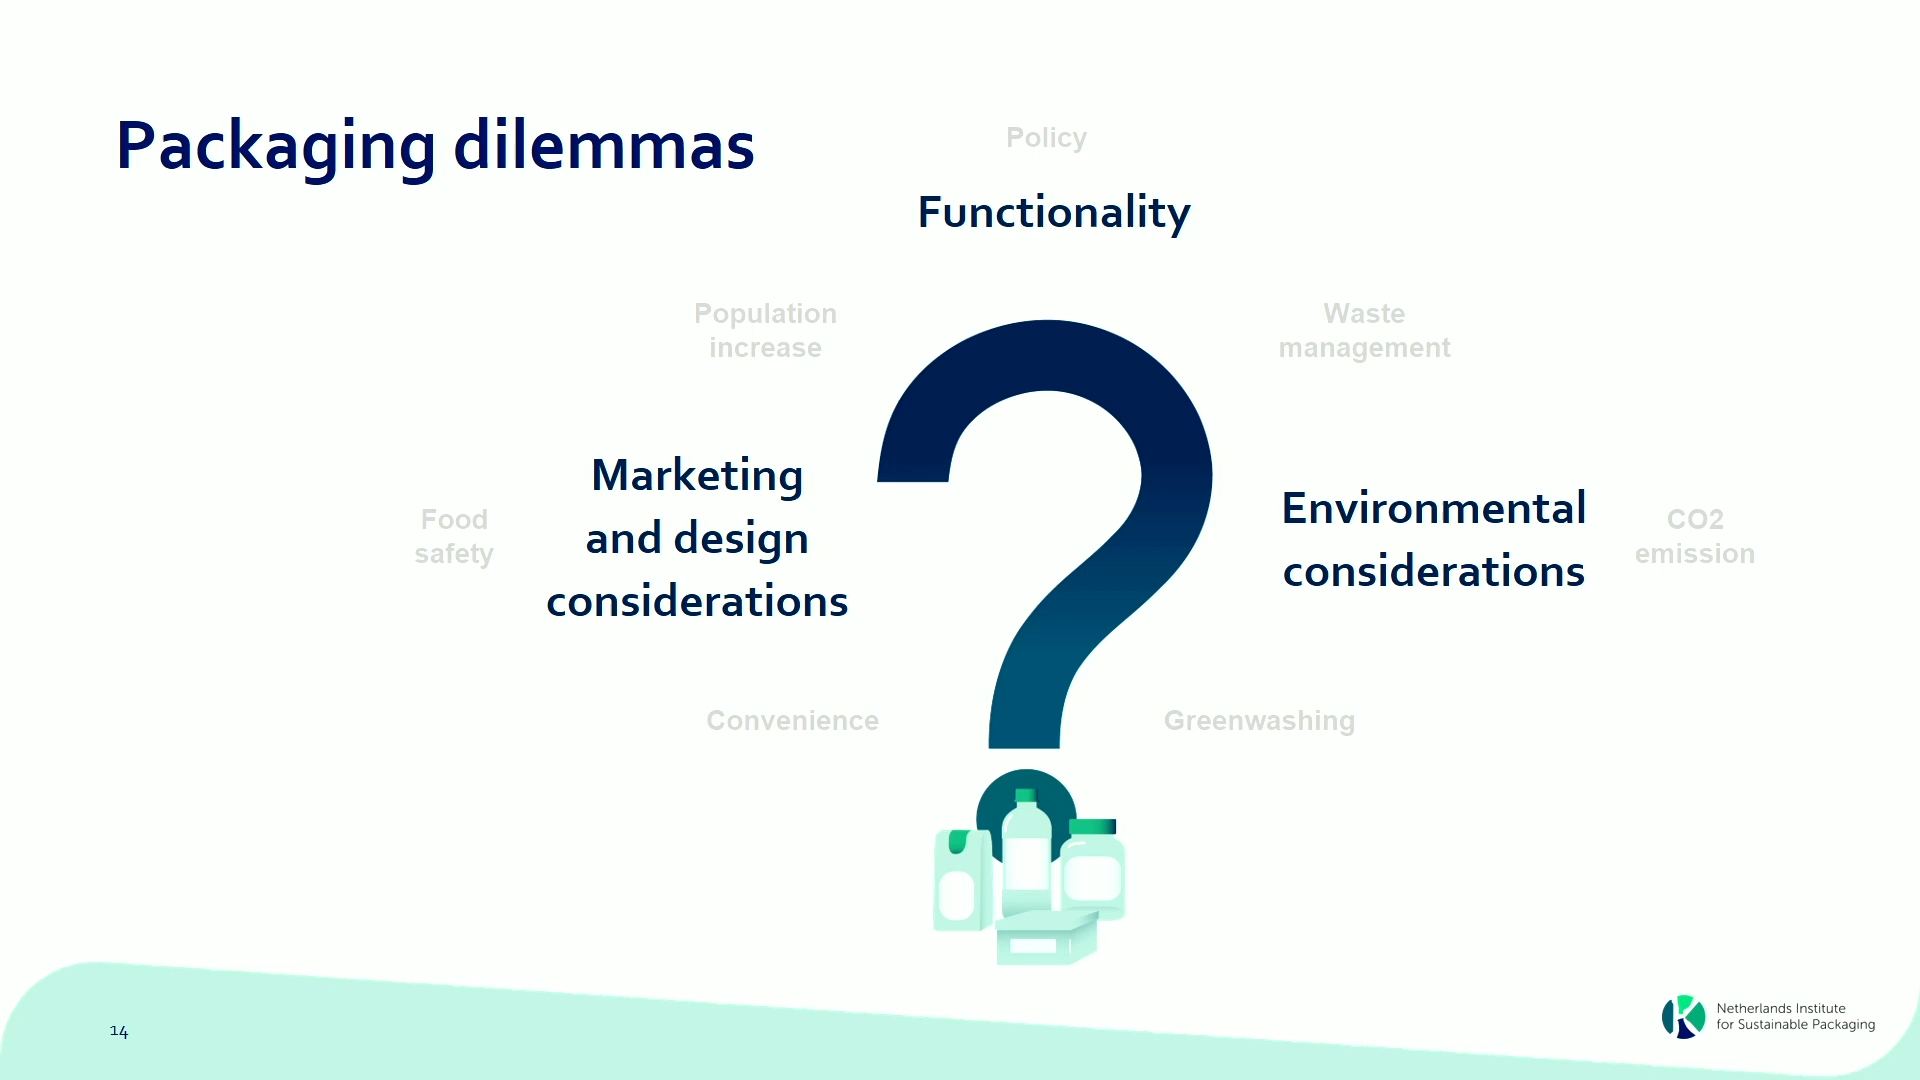 Packaging dilemmas
Policy
Functionality
Population
increase
Waste
management
Marketing
and design
considerations
Food
safety
Environmental
considerations
CO2
emission
Convenience
Greenwashing
14
Netherlands Institute
for Sustainable Packaging